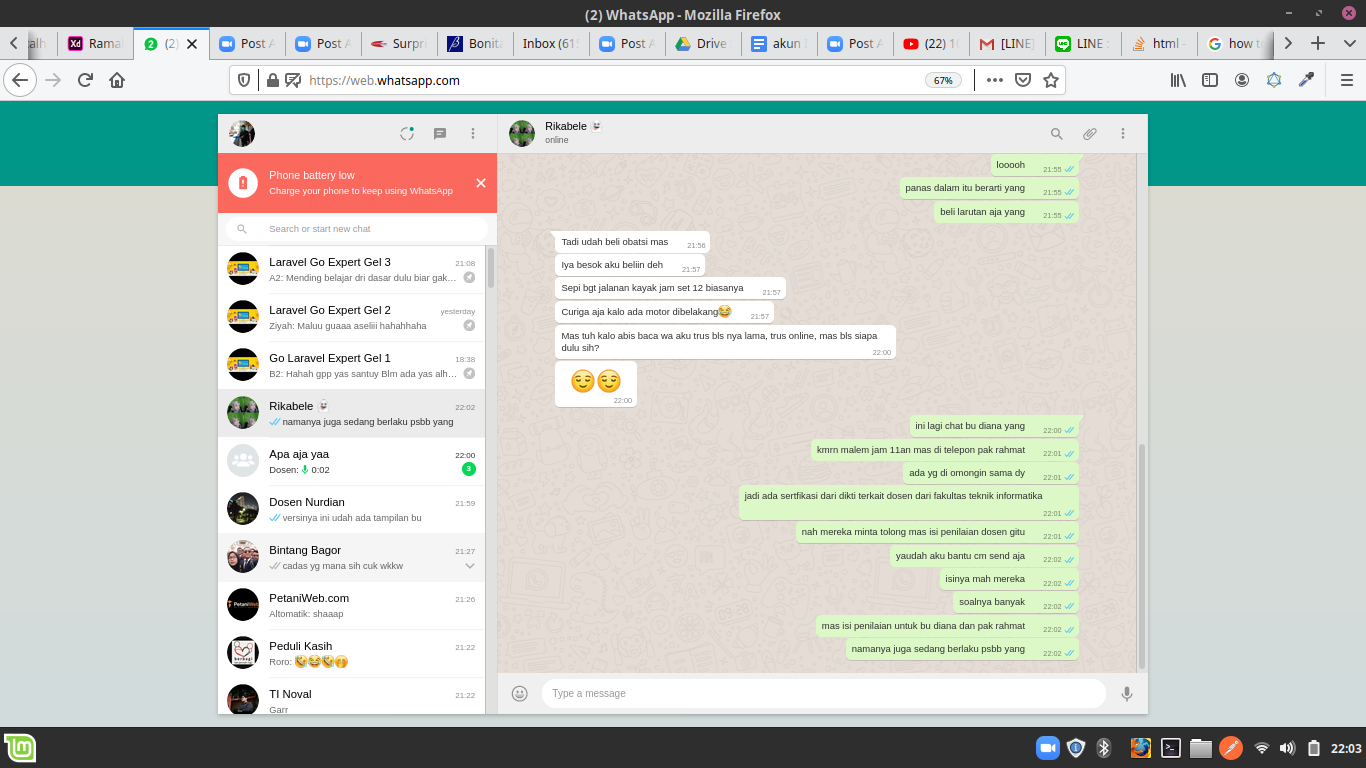 (2) WhatsApp - Mozilla Firefox
Ramal
(2)
Post A
Post A
Surpri
Bonita
Inbox (615
Post A
Drive
akun
Post A
(22) 1
[LINE]
LINE
html -
how t
https://web.whatsapp.com
67%
Phone battery low
Charge your phone to keep using WhatsApp
Search or start new chat
Laravel Go Expert Gel 3
21:08
A2: Mending belajar dri dasar dulu biar gak…
Laravel Go Expert Gel 2
yesterday
Ziyah: Maluu guaaa aseliii hahahhaha
Go Laravel Expert Gel 1
18:38
B2: Hahah gpp yas santuy Blm ada yas alh…
Rikabele 👻
22:02
namanya juga sedang berlaku psbb yang
Apa aja yaa
22:00
Dosen: 0:02
3
Dosen Nurdian
21:59
versinya ini udah ada tampilan bu
Bintang Bagor
21:27
cadas yg mana sih cuk wkkw
PetaniWeb
PetaniWeb.com
21:26
Altomatik: shaaap
Peduli Kasih
21:22
berbagi
Roro: 🤣😂🤣🤭
TI Noval
21:22
Garr
Rikabele 👻
online
looooh
21:55
panas dalam itu berarti yang
21:55
beli larutan aja yang
21:55
Tadi udah beli obatsi mas
21:56
Iya besok aku beliin deh
21:57
Sepi bgt jalanan kayak jam set 12 biasanya
21:57
Curiga aja kalo ada motor dibelakang😂
21:57
Mas tuh kalo abis baca wa aku trus bls nya lama, trus online, mas bls siapa
dulu sih?
22:00
😌😌
22:00
ini lagi chat bu diana yang
22:00
kmrn malem jam 11an mas di telepon pak rahmat
22:01
ada yg di omongin sama dy
22:01
jadi ada sertfikasi dari dikti terkait dosen dari fakultas teknik informatika
22:01
nah mereka minta tolong mas isi penilaian dosen gitu
22:01
yaudah aku bantu cm send aja
22:02
isinya mah mereka
22:02
soalnya banyak
22:02
mas isi penilaian untuk bu diana dan pak rahmat
22:02
namanya juga sedang berlaku psbb yang
22:02
Type a message
22:03